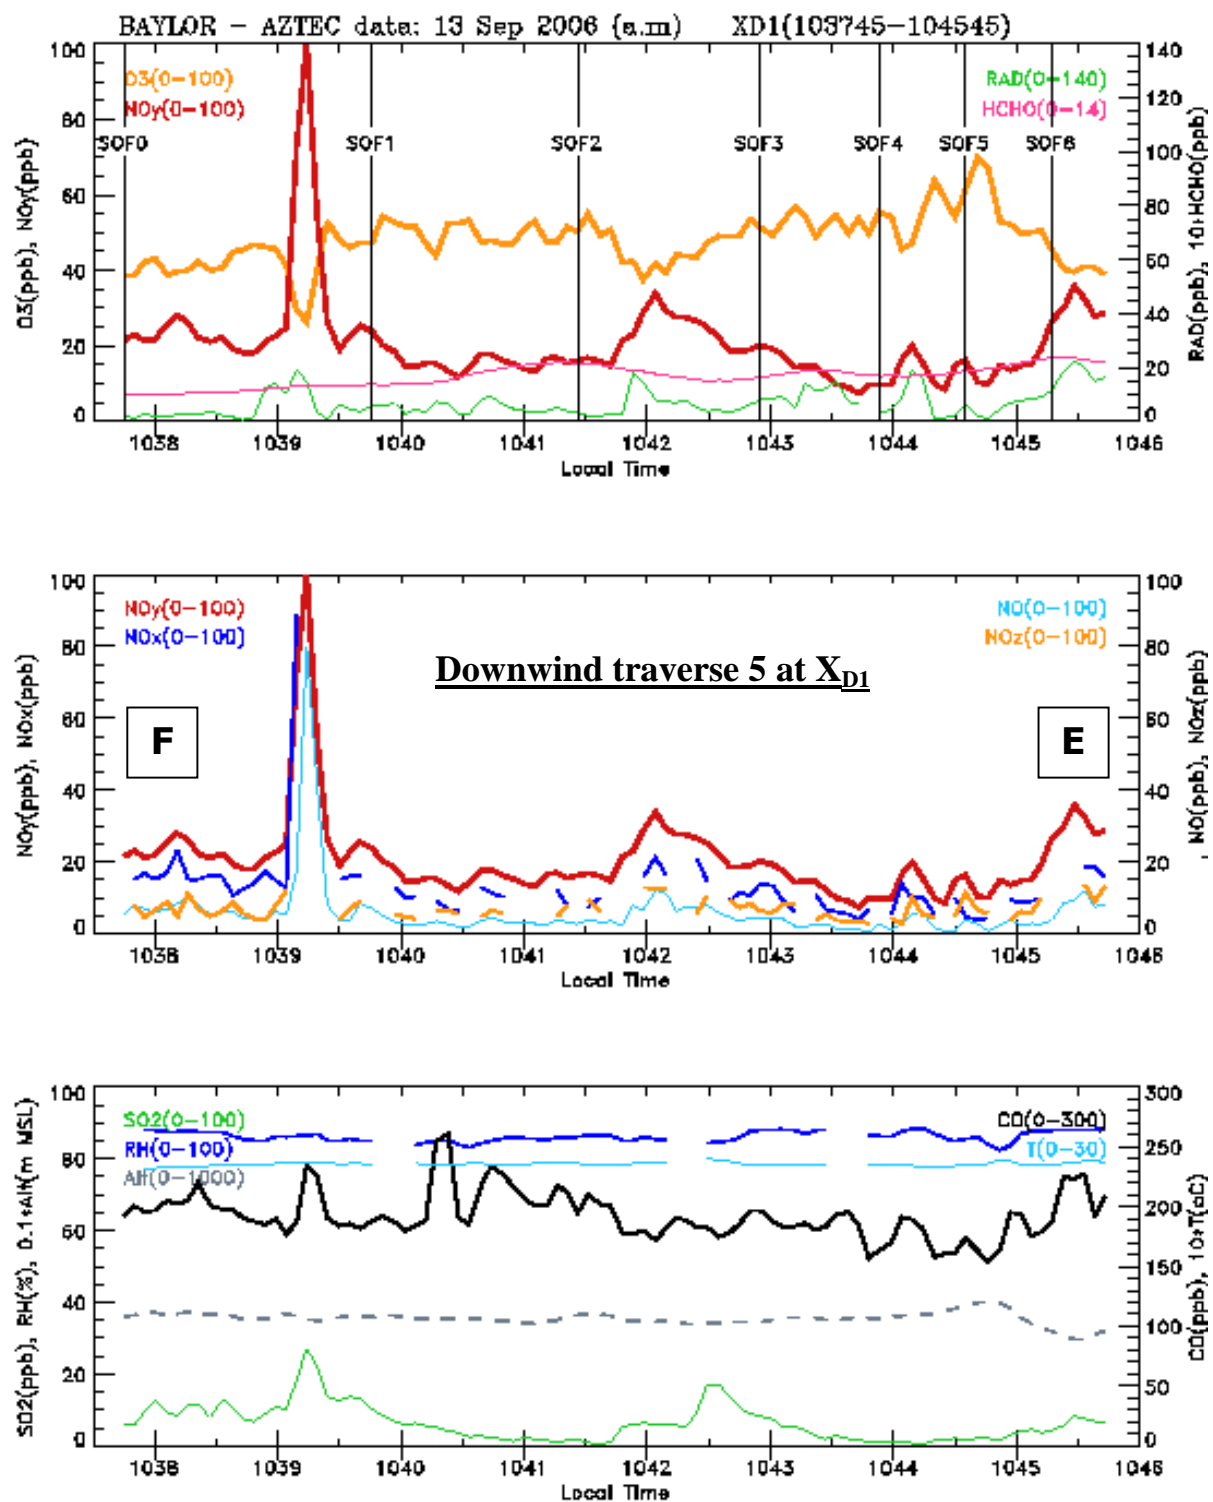 BAYLOR - AZTEC data: 13 Sep 2006 (a.m) XD1(103745-104545)
100 140
O3(0-100) RAD(0-140)
NOy(0-100) HCHO(0-14)
120
80
SOF0 SOF1 SOF2 SOF3 SOF4 SOF5 SOF6
100
60
80
40
60
40
20
20
0 0
O3(ppb), NOy(ppb)
RAD(ppb), 10*HCHO(ppb)
1038 1039 1040 1041 1042 1043 1044 1045 1046
Local Time
100 100
NOy(0-100) NO(0-100)
NOx(0-100) NOz(0-100)
80 80
Downwind traverse 5 at XD1
60 60
F E
40 40
20 20
0 0
NOy(ppb), NOx(ppb)
, NO(ppb), NOz(ppb)
1038 1039 1040 1041 1042 1043 1044 1045 1046
Local Time
100 300
SO2(0-100) CO(0-300)
RH(0-100) T(0-30)
250
80
Alt(0-1000)
200
60
150
40
100
20
50
0 0
SO2(ppb), RH(%), 0.1*Alt(m MSL)
CO(ppb), 10*T(oC)
1038 1039 1040 1041 1042 1043 1044 1045 1046
Local Time